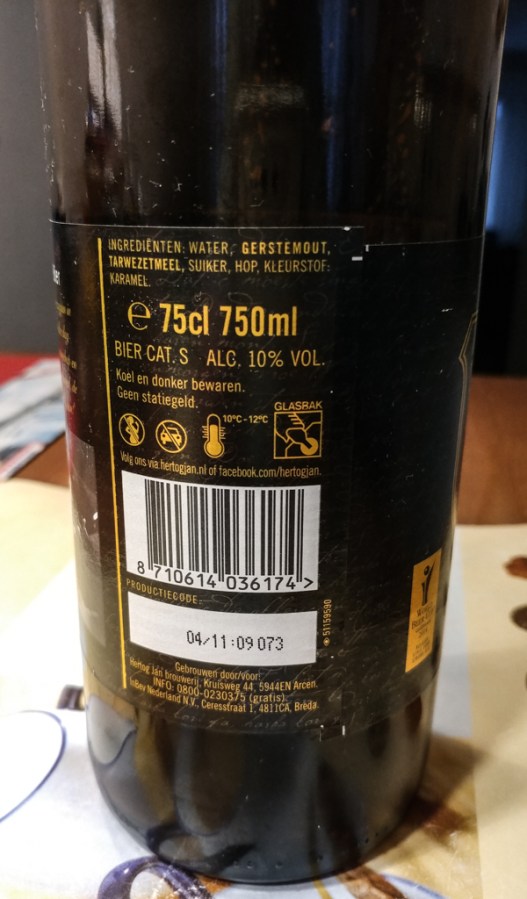 INGREDIËNTEN: WATER, GERSTEMOUT,
TARWEZETMEEL, SUIKER, HOP, KLEURSTOF:
KARAMEL.
e 75cl 750ml
BIER CAT. S ALC. 10% VOL.
Koel en donker bewaren.
Geen statiegeld.
10°C - 12°C
GLASBAK
Volg ons via hertogjan.nl of facebook.com/hertogjan.
8 710614 036174 >
PRODUCTIECODE:
04/11:09 073
51159590
Gebrouwen door/voor:
Hertog Jan brouwerij, Kruisweg 44, 5944EN Arcen.
INFO: 0800-0230375 (gratis).
InBev Nederland N.V., Ceresstraat 1, 4811CA, Breda.